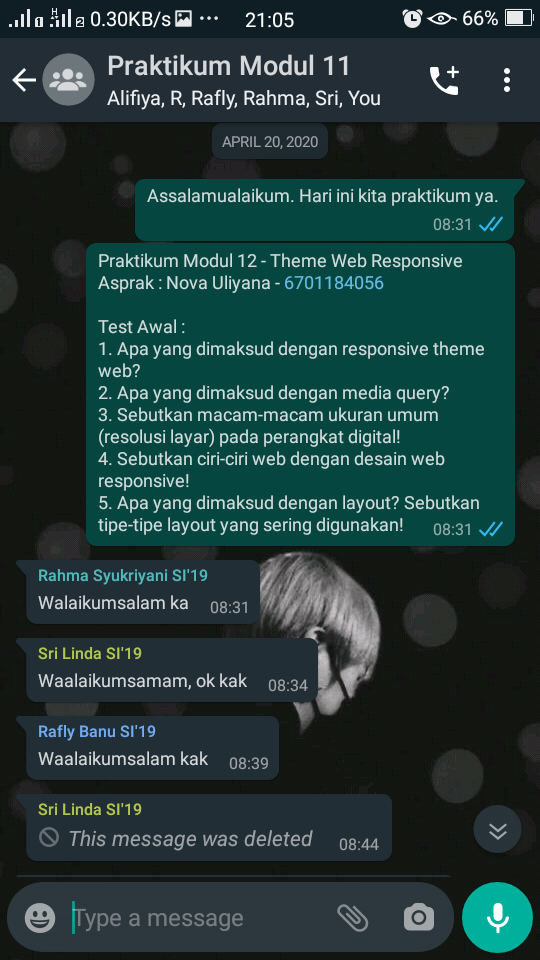 0.30KB/s ··· 21:05 66%
Praktikum Modul 11
Alifiya, R, Rafly, Rahma, Sri, You
APRIL 20, 2020
Assalamualaikum. Hari ini kita praktikum ya.
08:31
Praktikum Modul 12 - Theme Web Responsive
Asprak : Nova Uliyana - 6701184056
Test Awal :
1. Apa yang dimaksud dengan responsive theme
web?
2. Apa yang dimaksud dengan media query?
3. Sebutkan macam-macam ukuran umum
(resolusi layar) pada perangkat digital!
4. Sebutkan ciri-ciri web dengan desain web
responsive!
5. Apa yang dimaksud dengan layout? Sebutkan
tipe-tipe layout yang sering digunakan! 08:31
Rahma Syukriyani SI'19
Walaikumsalam ka 08:31
Sri Linda SI'19
Waalaikumsamam, ok kak 08:34
Rafly Banu SI'19
Waalaikumsalam kak 08:39
Sri Linda SI'19
This message was deleted 08:44
Type a message